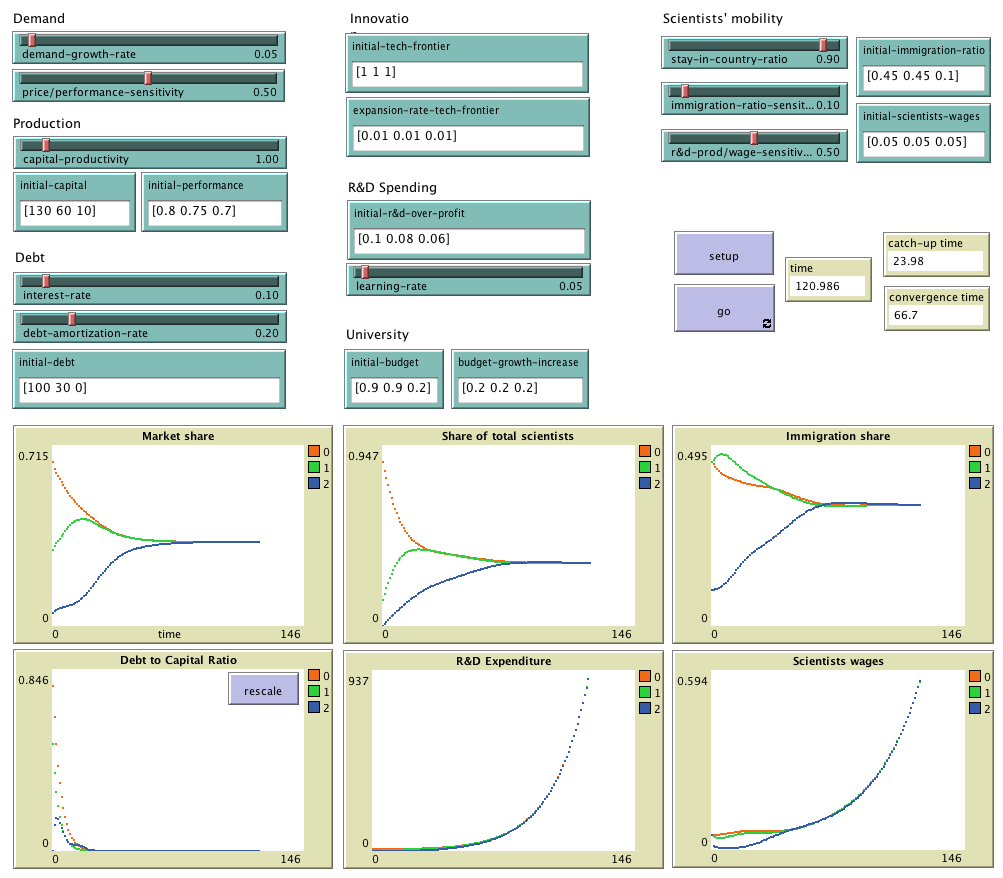 Demand
demand-growth-rate 0.05
price/performance-sensitivity 0.50
Production
capital-productivity 1.00
initial-capital
[130 60 10]
initial-performance
[0.8 0.75 0.7]
Debt
interest-rate 0.10
debt-amortization-rate 0.20
initial-debt
[100 30 0]
Innovatio
initial-tech-frontier
[1 1 1]
expansion-rate-tech-frontier
[0.01 0.01 0.01]
R&D Spending
initial-r&d-over-profit
[0.1 0.08 0.06]
learning-rate 0.05
University
initial-budget
[0.9 0.9 0.2]
budget-growth-increase
[0.2 0.2 0.2]
Scientists' mobility
stay-in-country-ratio 0.90
immigration-ratio-sensit... 0.10
r&d-prod/wage-sensitiv... 0.50
initial-immigration-ratio
[0.45 0.45 0.1]
initial-scientists-wages
[0.05 0.05 0.05]
setup
go
time
120.986
catch-up time
23.98
convergence time
66.7
Market share
0.715
0
0
time
146
0
1
2
Share of total scientists
0.947
0
0
146
0
1
2
Immigration share
0.495
0
0
146
0
1
2
Debt to Capital Ratio
0.846
0
0
146
rescale
0
1
2
R&D Expenditure
937
0
0
146
0
1
2
Scientists wages
0.594
0
0
146
0
1
2